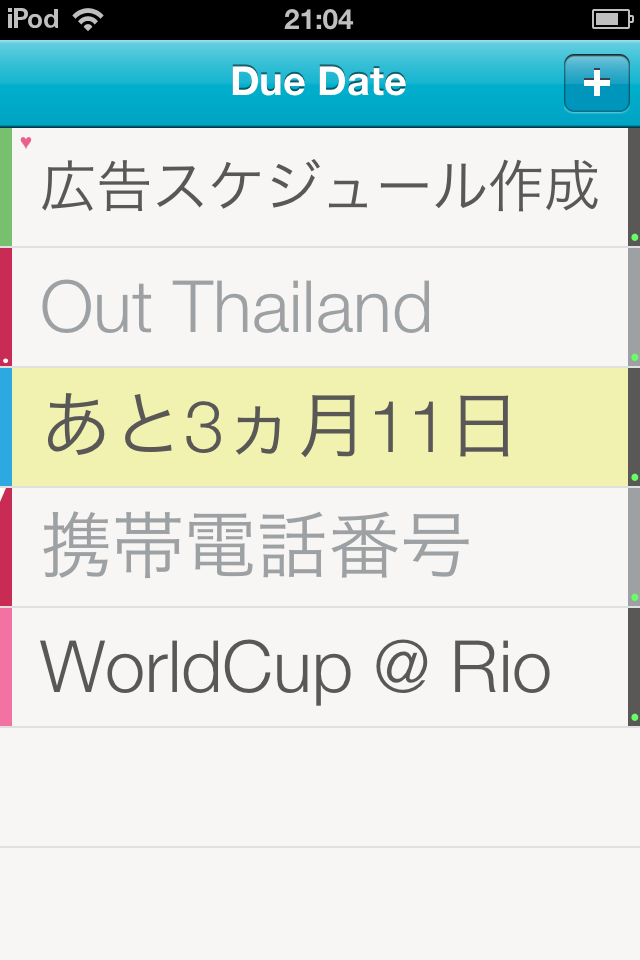 iPod 21:04
Due Date
広告スケジュール作成
Out Thailand
あと3ヵ月11日
携帯電話番号
WorldCup @ Rio